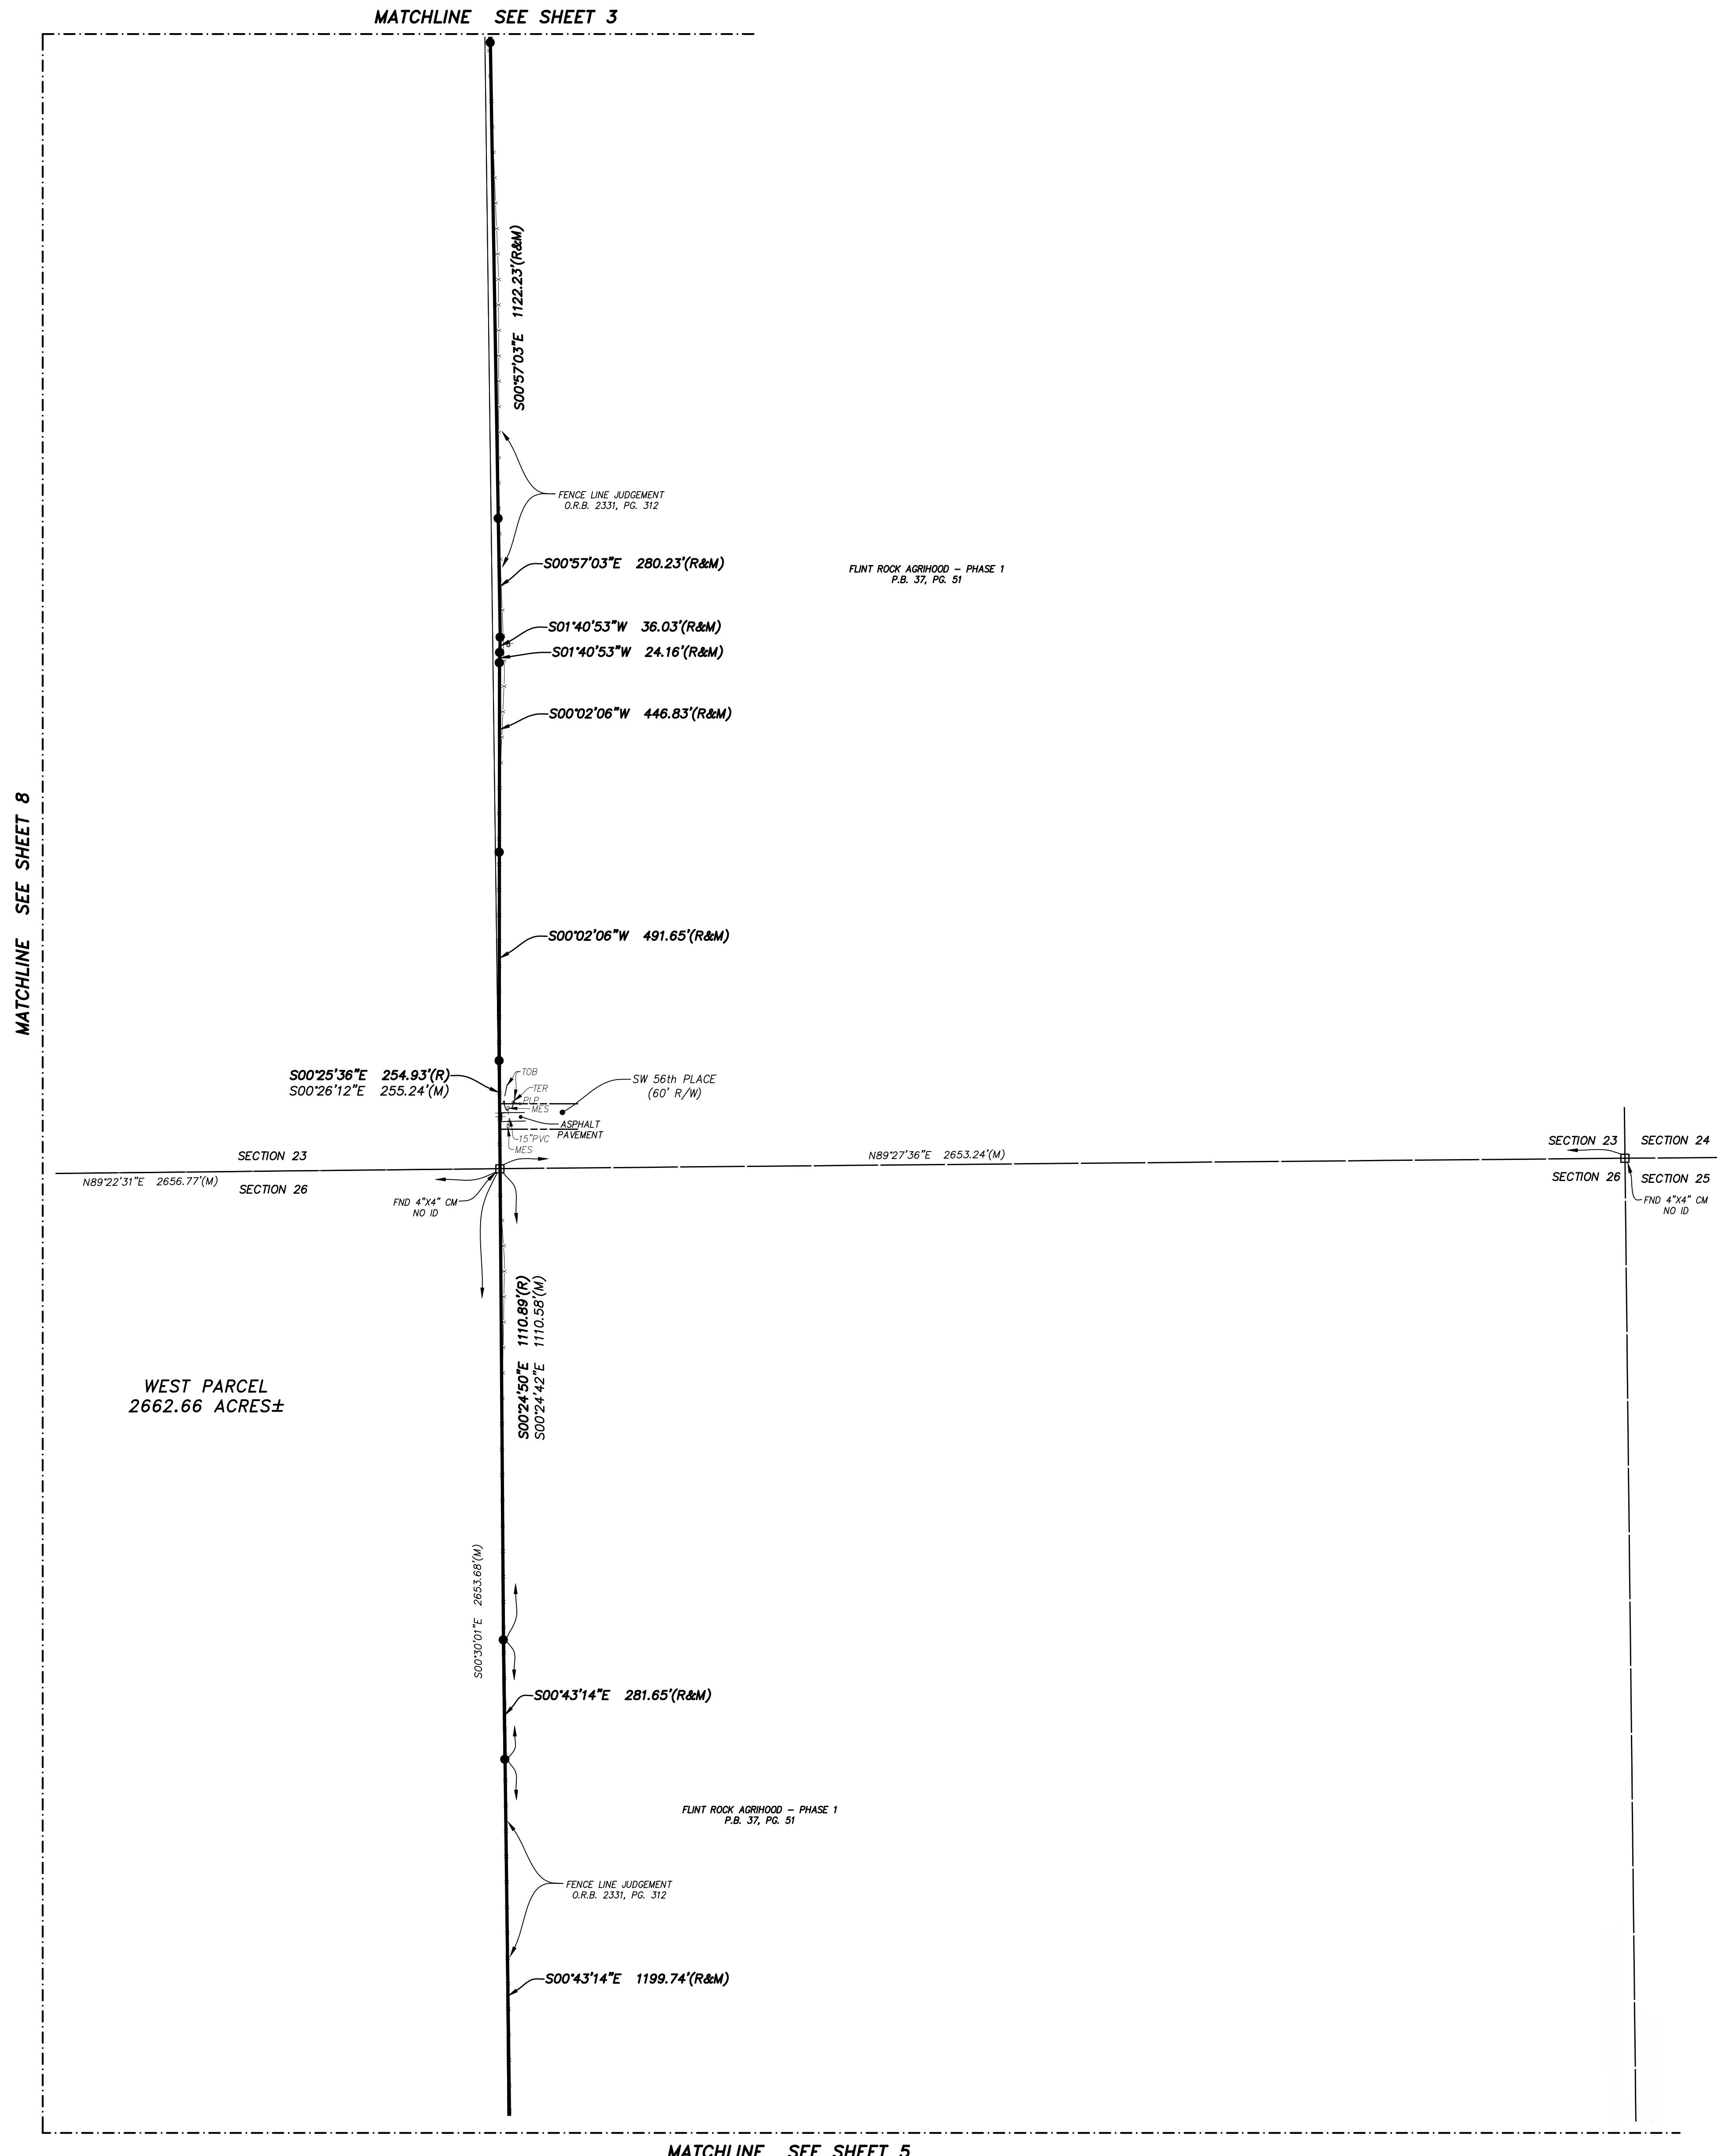 MATCHLINE SEE SHEET 3
S00°57'03"E 1122.23'(R&M)
FENCE LINE JUDGEMENT
O.R.B. 2331, PG. 312
S00°57'03"E 280.23'(R&M)
FLINT ROCK AGRIHOOD – PHASE 1
P.B. 37, PG. 51
S01°40'53"W 36.03'(R&M)
S01°40'53"W 24.16'(R&M)
S00°02'06"W 446.83'(R&M)
MATCHLINE SEE SHEET 8
S00°02'06"W 491.65'(R&M)
S00°25'36"E 254.93'(R)
S00°26'12"E 255.24'(M)
TOB
TER
PLP
MES
SW 56th PLACE
(60' R/W)
ASPHALT
PAVEMENT
15"PVC
MES
SECTION 23
N89°22'31"E 2656.77'(M)
SECTION 26
FND 4"X4" CM
NO ID
N89°27'36"E 2653.24'(M)
SECTION 23
SECTION 24
SECTION 26
SECTION 25
FND 4"X4" CM
NO ID
S00°24'50"E 1110.89'(R)
S00°24'42"E 1110.58'(M)
WEST PARCEL
2662.66 ACRES±
S00°30'01"E 2653.68'(M)
S00°43'14"E 281.65'(R&M)
FLINT ROCK AGRIHOOD – PHASE 1
P.B. 37, PG. 51
FENCE LINE JUDGEMENT
O.R.B. 2331, PG. 312
S00°43'14"E 1199.74'(R&M)
MATCHLINE SEE SHEET 5